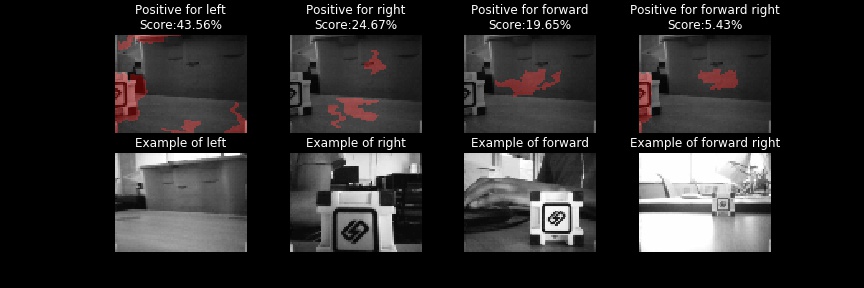 Positive for left
Score:43.56%
Positive for right
Score:24.67%
Positive for forward
Score:19.65%
Positive for forward right
Score:5.43%
Example of left
Example of right
Example of forward
Example of forward right